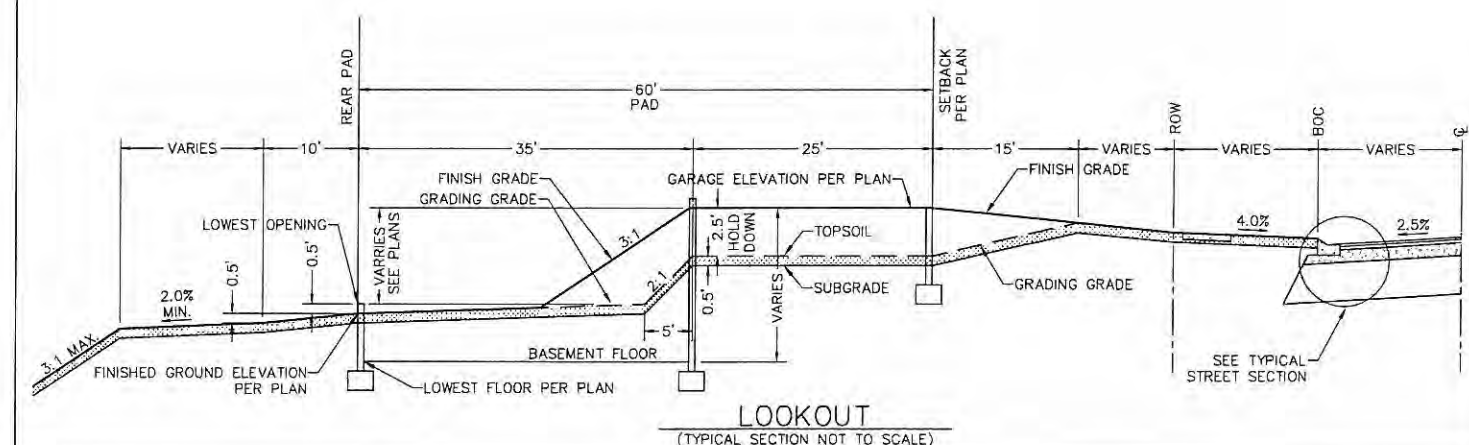 REAR PAD
60'
PAD
SETBACK
PER PLAN
ROW
BOC
℄
VARIES
10'
35'
25'
15'
VARIES
VARIES
VARIES
FINISH GRADE
GRADING GRADE
GARAGE ELEVATION PER PLAN
FINISH GRADE
LOWEST OPENING
0.5'
0.5'
VARRIES
SEE PLANS
3:1
2.5'
HOLD
DOWN
TOPSOIL
4.0%
2.5%
2.0%
MIN.
2:1
0.5'
VARIES
SUBGRADE
GRADING GRADE
3:1 MAX.
5'
BASEMENT FLOOR
FINISHED GROUND ELEVATION
PER PLAN
LOWEST FLOOR PER PLAN
SEE TYPICAL
STREET SECTION
LOOKOUT
(TYPICAL SECTION NOT TO SCALE)